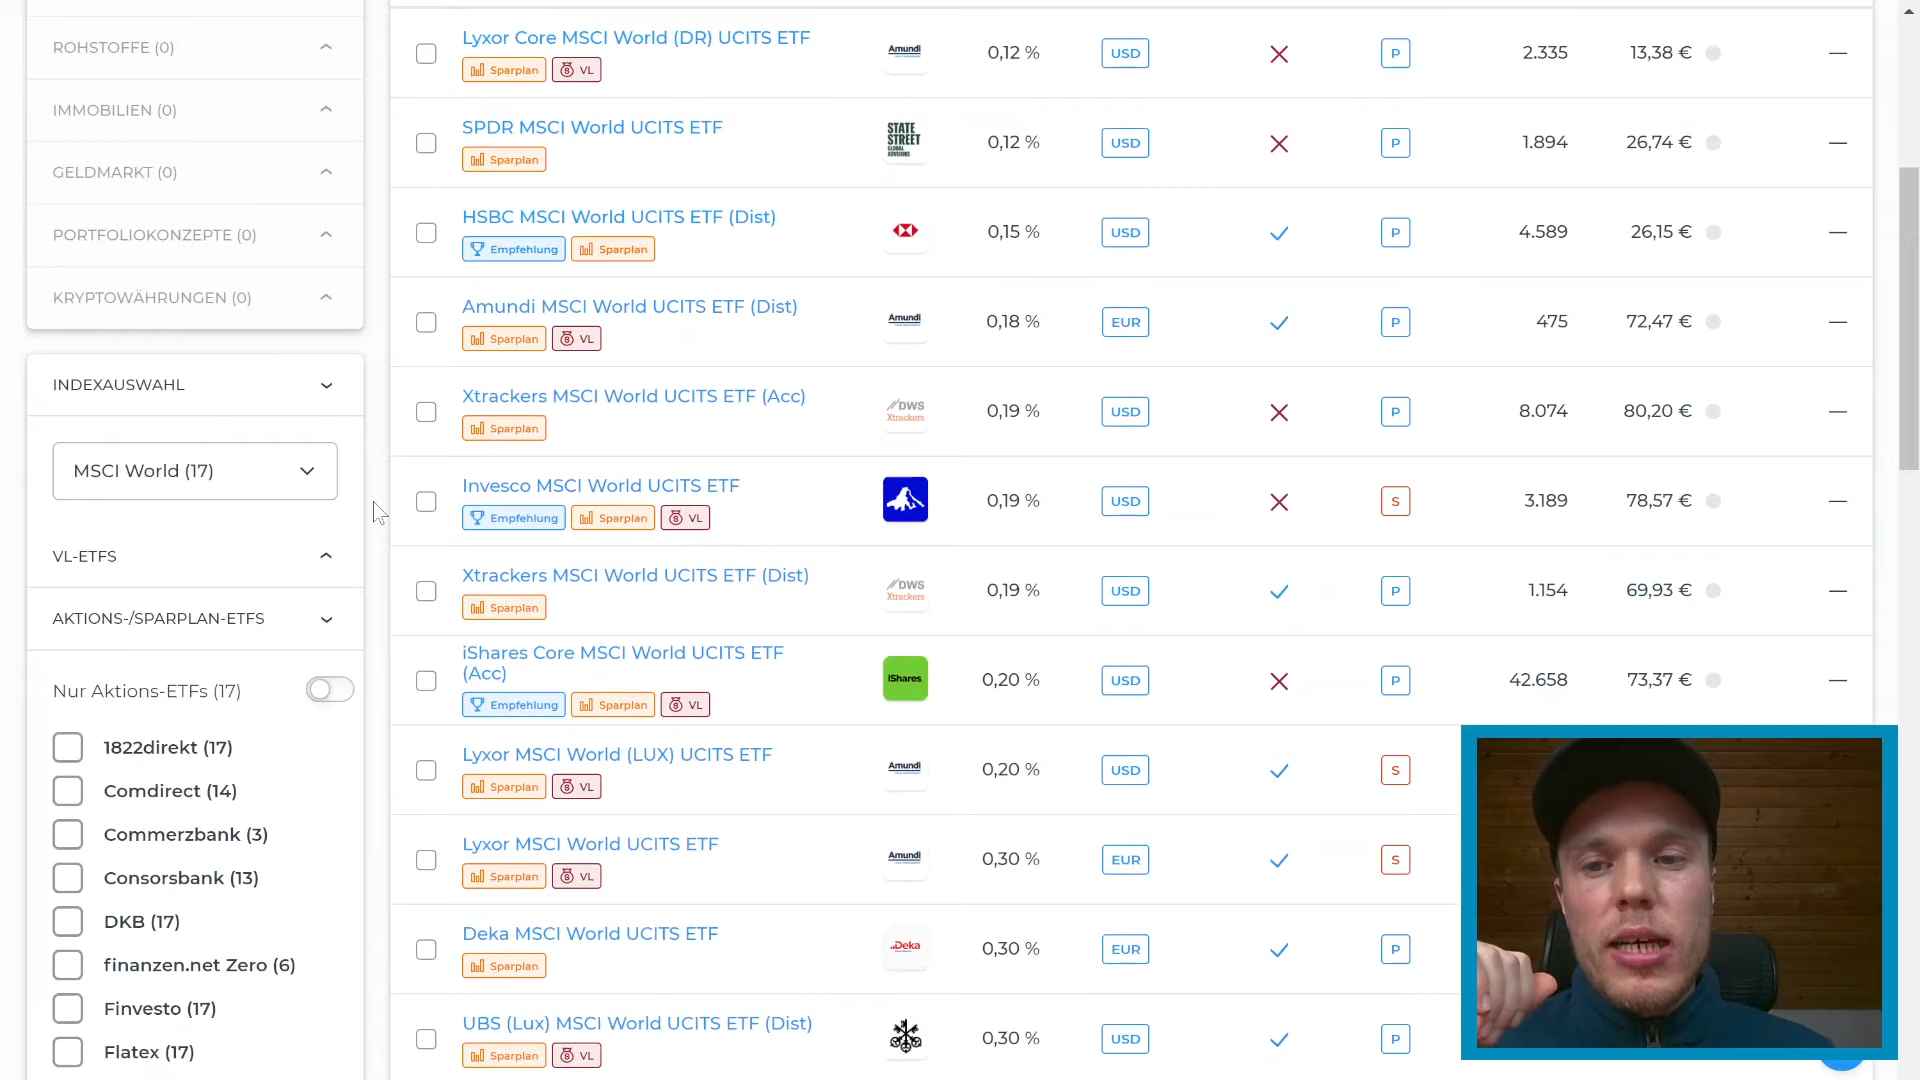 ROHSTOFFE (0)
IMMOBILIEN (0)
GELDMARKT (0)
PORTFOLIOKONZEPTE (0)
KRYPTOWÄHRUNGEN (0)
INDEXAUSWAHL
MSCI World (17)
VL-ETFS
AKTIONS-/SPARPLAN-ETFS
Nur Aktions-ETFs (17)
1822direkt (17)
Comdirect (14)
Commerzbank (3)
Consorsbank (13)
DKB (17)
finanzen.net Zero (6)
Finvesto (17)
Flatex (17)
Lyxor Core MSCI World (DR) UCITS ETF
Sparplan VL
Amundi 0,12 % USD P 2.335 13,38 € —
SPDR MSCI World UCITS ETF
Sparplan
STATE
STREET
GLOBAL
ADVISORS
0,12 % USD P 1.894 26,74 € —
HSBC MSCI World UCITS ETF (Dist)
Empfehlung Sparplan
0,15 % USD P 4.589 26,15 € —
Amundi MSCI World UCITS ETF (Dist)
Sparplan VL
Amundi 0,18 % EUR P 475 72,47 € —
Xtrackers MSCI World UCITS ETF (Acc)
Sparplan
DWS
Xtrackers
0,19 % USD P 8.074 80,20 € —
Invesco MSCI World UCITS ETF
Empfehlung Sparplan VL
0,19 % USD S 3.189 78,57 € —
Xtrackers MSCI World UCITS ETF (Dist)
Sparplan
DWS
Xtrackers
0,19 % USD P 1.154 69,93 € —
iShares Core MSCI World UCITS ETF
(Acc)
Empfehlung Sparplan VL
iShares 0,20 % USD P 42.658 73,37 € —
Lyxor MSCI World (LUX) UCITS ETF
Sparplan VL
Amundi 0,20 % USD S
Lyxor MSCI World UCITS ETF
Sparplan VL
Amundi 0,30 % EUR S
Deka MSCI World UCITS ETF
Sparplan
Deka 0,30 % EUR P
UBS (Lux) MSCI World UCITS ETF (Dist)
Sparplan VL
0,30 % USD P